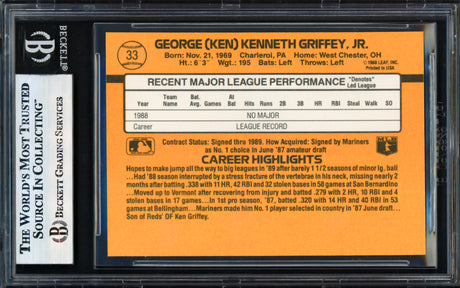 BECKETT
THE WORLD'S MOST TRUSTED
SOURCE IN COLLECTING™
BECKETT GRADING SERVICES
33
GEORGE (KEN) KENNETH GRIFFEY, JR.
Born: Nov. 21, 1969 Charleroi, PA Home: West Chester, OH
Ht.: 6'3" Wgt.: 195 Bats: Left Throws: Left
© 1988 LEAF, INC.
Printed in USA
RECENT MAJOR LEAGUE PERFORMANCE
*Denotes*
Led League
Year Team Name Bat. Avg. Games At Bat Hits Runs 2B 3B HR RBI Steal Walk SO
1988 NO MAJOR
Career LEAGUE RECORD
Contract Status: Signed thru 1989. How Acquired: Signed by Mariners
as No. 1 choice in June '87 amateur draft
CAREER HIGHLIGHTS
Hopes to make jump all the way to big leagues in '89 after barely 1 1/2 seasons of minor lg. ball
...Had '88 season interrupted by a stress fracture of the vertebrae in his neck, missing nearly 2
months after batting .338 with 11 HR, 42 RBI and 32 stolen bases in 58 games at San Bernardino
...Moved up to Vermont after recovering from injury and batted .279 with 2 HR, 10 RBI and 4
stolen bases in 17 games...In 1st pro season, '87, batted .320 with 14 HR and 40 RBI in 53
games at Bellingham...Mariners made him No. 1 player selected in country in '87 June draft...
Son of Reds' OF Ken Griffey.
MLB